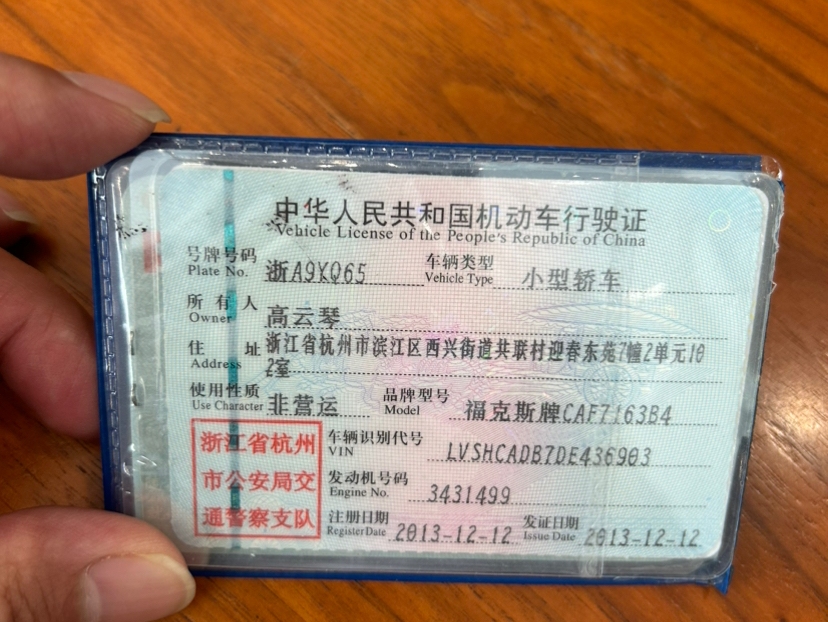 中华人民共和国机动车行驶证
Vehicle License of the People's Republic of China
号牌号码 浙A9XQ65 车辆类型 小型轿车
Plate No. Vehicle Type
所有人 高云琴
Owner
住址 浙江省杭州市滨江区西兴街道共联村迎春东苑7幢2单元10
Address 2室
使用性质 非营运 品牌型号 福克斯牌CAF7163B4
Use Character Model
浙江省杭州 车辆识别代号 LVSHCADB7DE436903
VIN
市公安局交 发动机号码 3431499
Engine No.
通警察支队 注册日期 2013-12-12 发证日期 2013-12-12
Register Date Issue Date